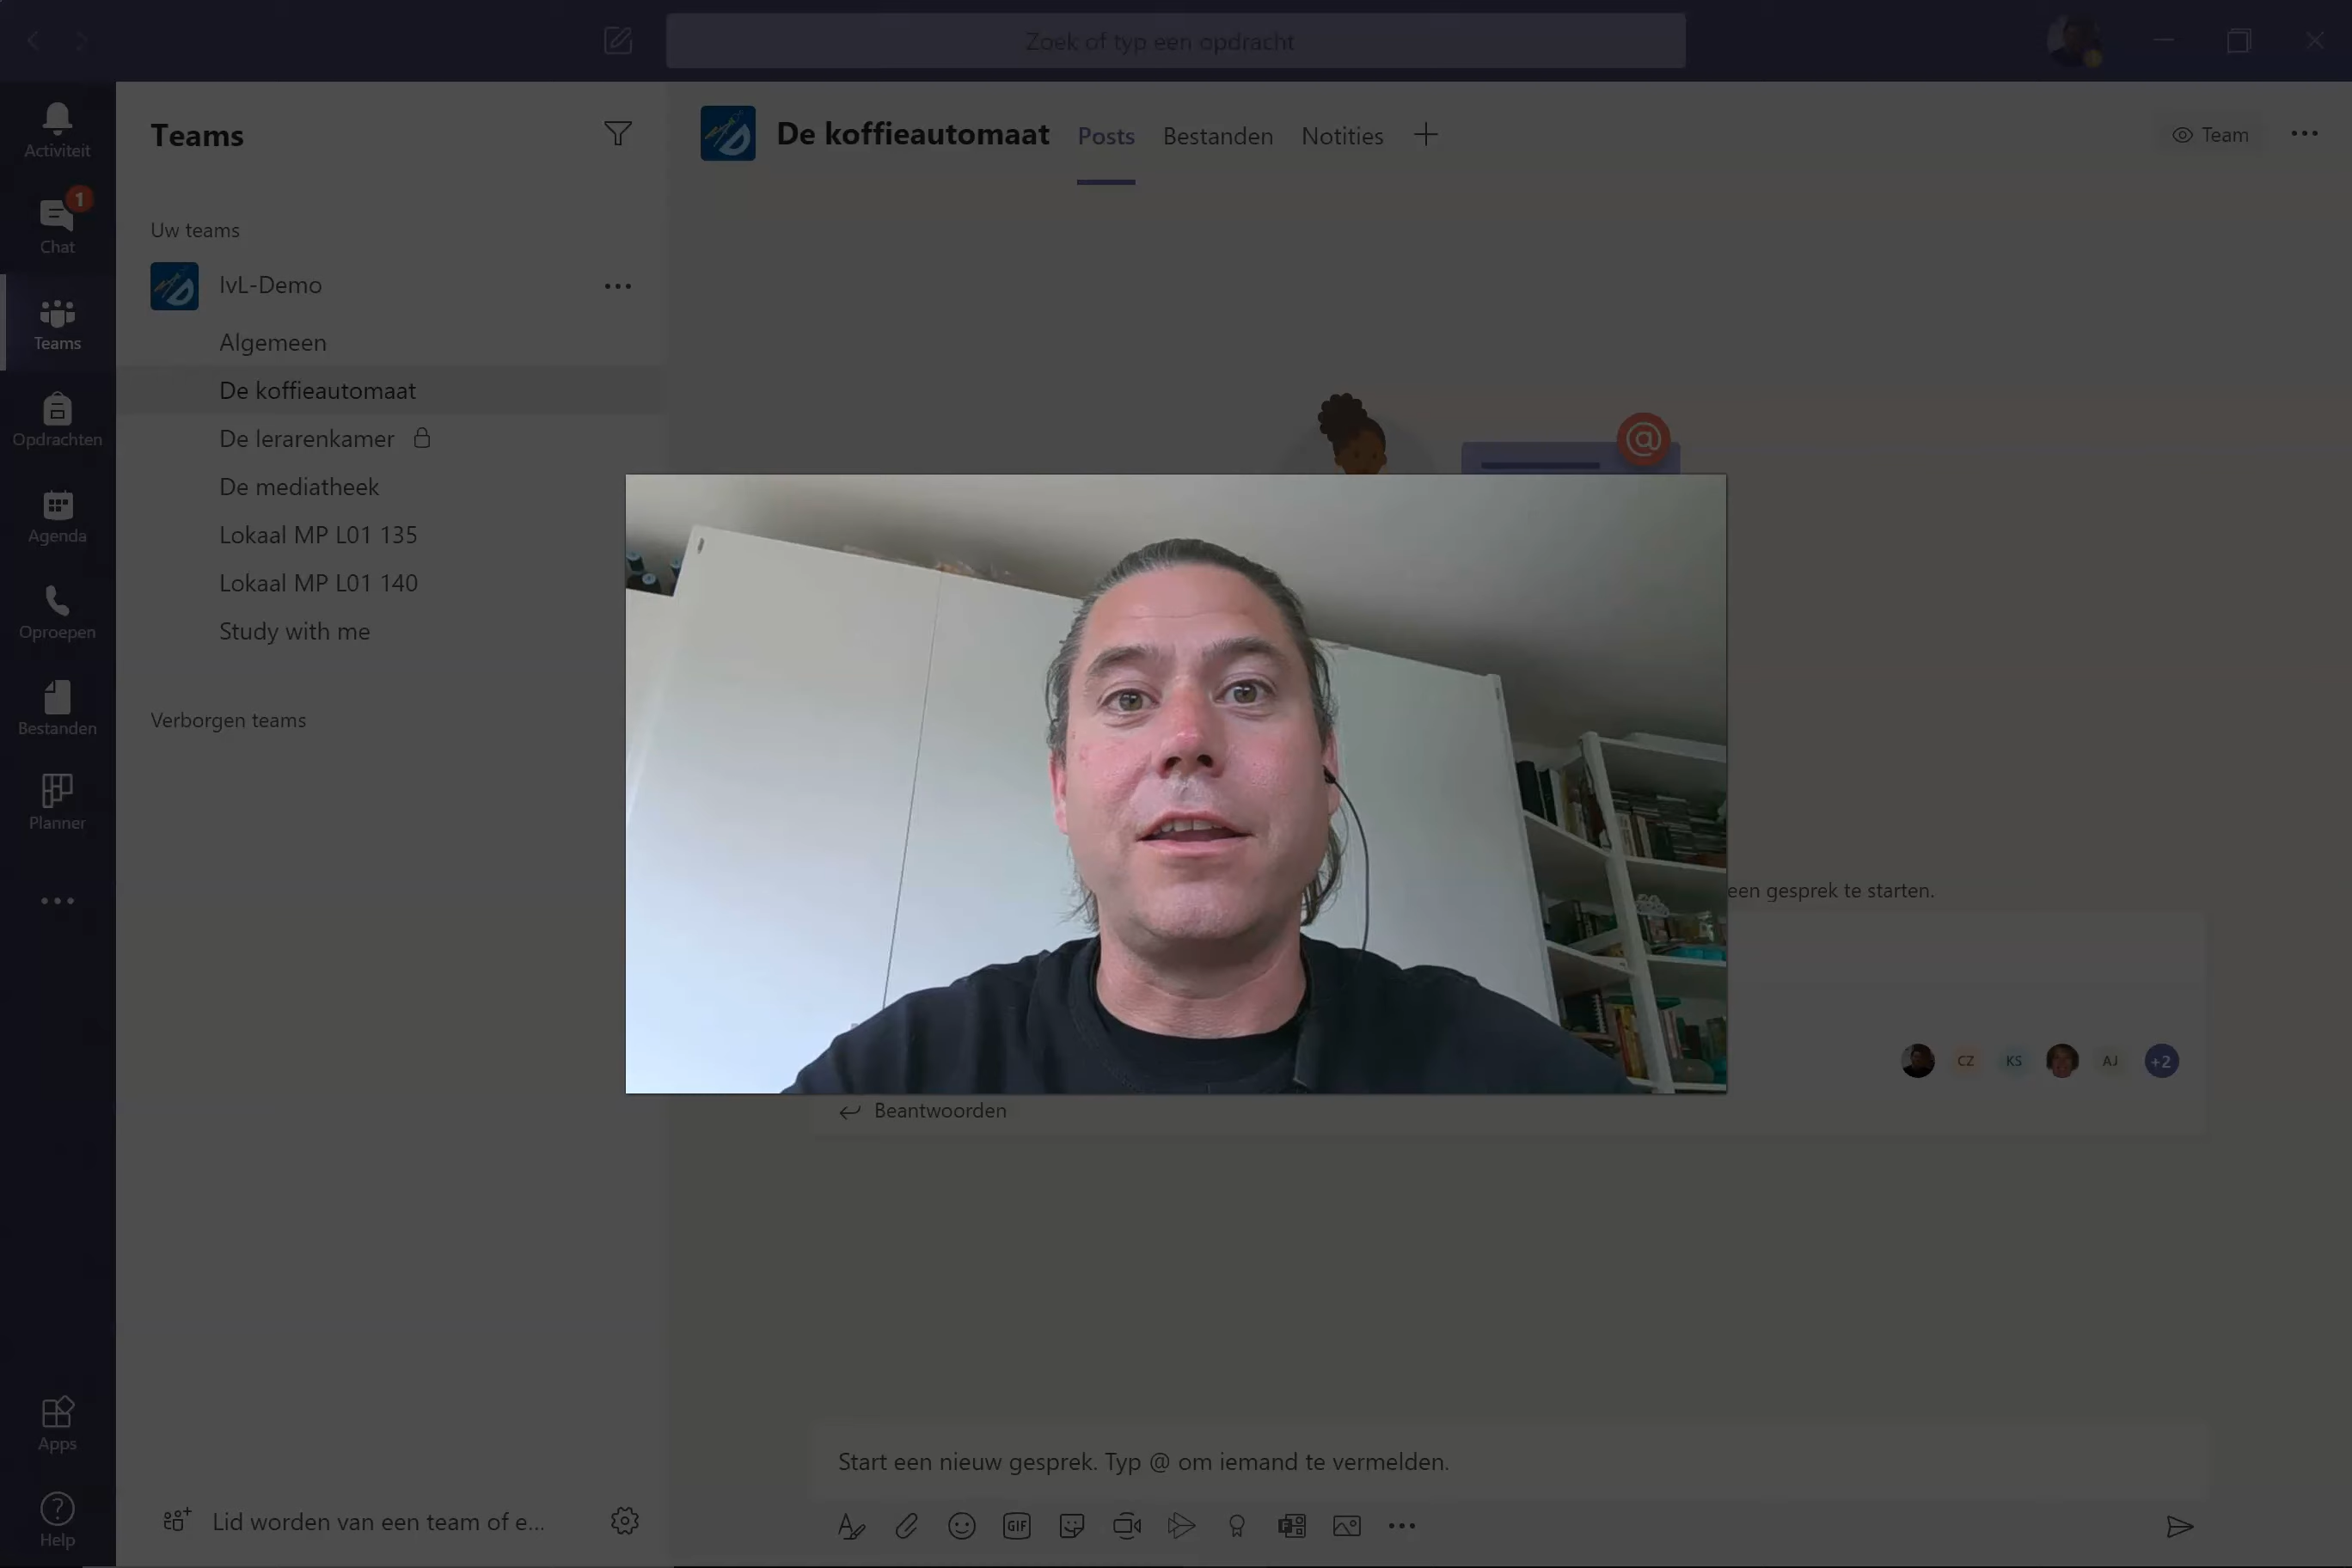 Zoek of typ een opdracht
Activiteit
1
Chat
Teams
Opdrachten
Agenda
Oproepen
Bestanden
Planner
Apps
Help
Teams
Uw teams
IvL-Demo
Algemeen
De koffieautomaat
De lerarenkamer
De mediatheek
Lokaal MP L01 135
Lokaal MP L01 140
Study with me
Verborgen teams
Lid worden van een team of e...
De koffieautomaat Posts Bestanden Notities
Team
@
een gesprek te starten.
CZ KS AJ +2
Beantwoorden
Start een nieuw gesprek. Typ @ om iemand te vermelden.
GIF